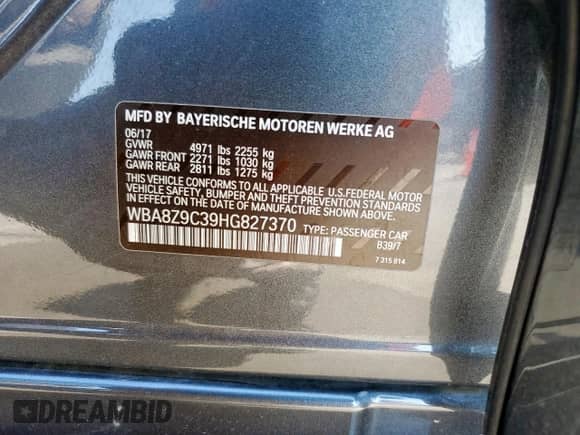 MFD BY BAYERISCHE MOTOREN WERKE AG
06/17
GVWR 4971 lbs 2255 kg
GAWR FRONT 2271 lbs 1030 kg
GAWR REAR 2811 lbs 1275 kg
THIS VEHICLE CONFORMS TO ALL APPLICABLE U.S.FEDERAL MOTOR
VEHICLE SAFETY, BUMPER AND THEFT PREVENTION STANDARDS
IN EFFECT ON THE DATE OF MANUFACTURE SHOWN ABOVE.
WBA8Z9C39HG827370 TYPE: PASSENGER CAR
B39/7
7 315 814
DREAMBID